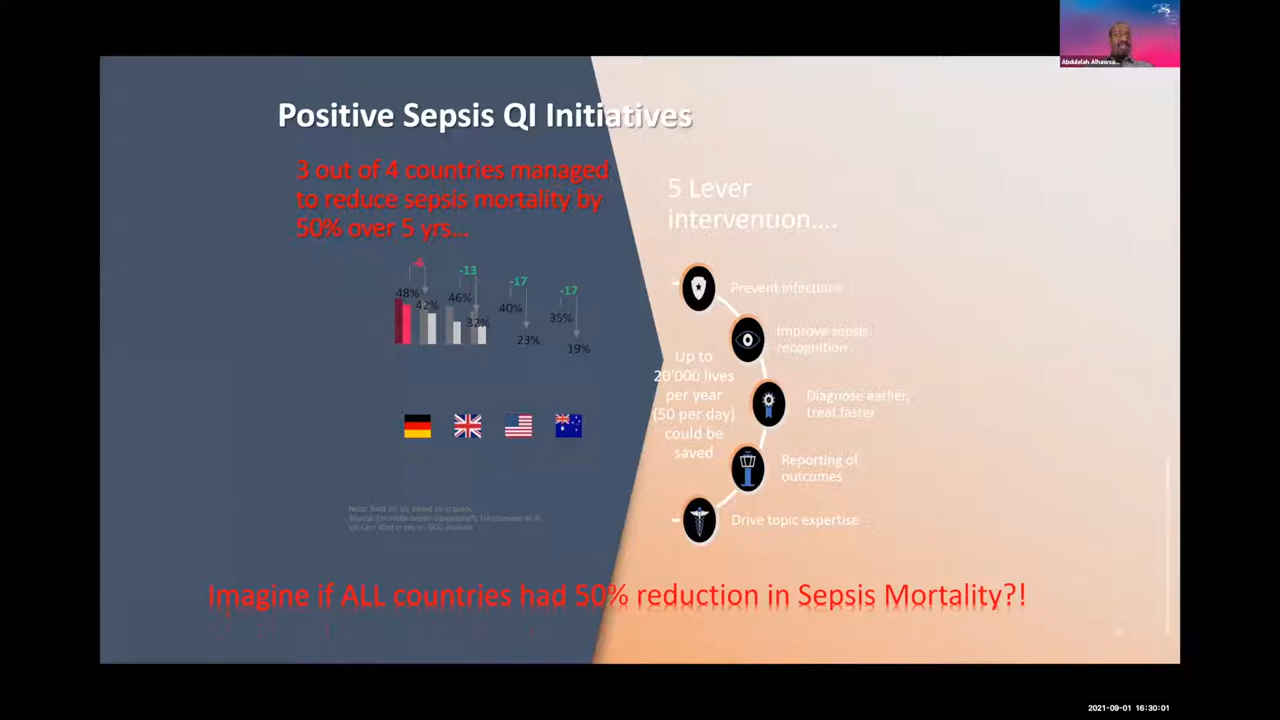 Abdulelah Alhawsa...
Positive Sepsis QI Initiatives
3 out of 4 countries managed
to reduce sepsis mortality by
50% over 5 yrs...
-13
-17
-17
48%
42%
46%
32%
40%
23%
35%
19%
5 Lever
intervention....
Prevent infections
Improve sepsis
recognition
Diagnose earlier,
treat faster
Reporting of
outcomes
Drive topic expertise
Up to
20'000 lives
per year
(50 per day)
could be
saved
Imagine if ALL countries had 50% reduction in Sepsis Mortality?!
2021-09-01 16:30:01